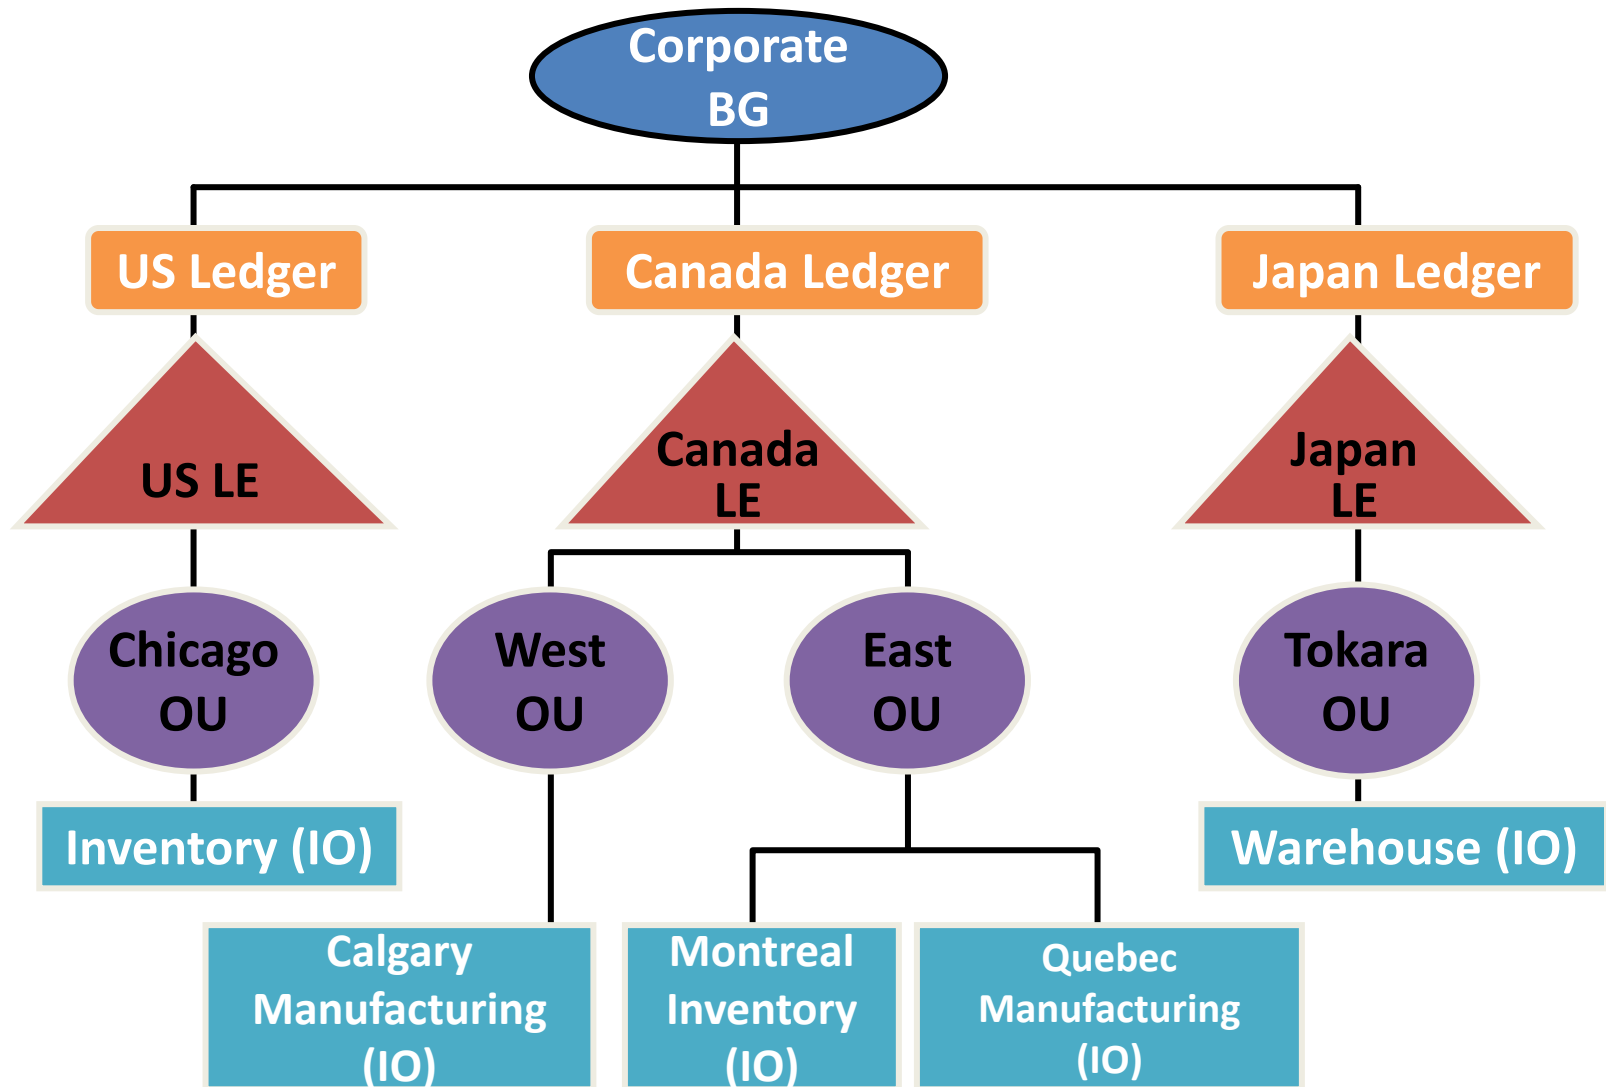 Corporate
BG
US Ledger
Canada Ledger
Japan Ledger
US LE
Canada
LE
Japan
LE
Chicago
OU
West
OU
East
OU
Tokara
OU
Inventory (IO)
Warehouse (IO)
Calgary
Manufacturing
(IO)
Montreal
Inventory
(IO)
Quebec
Manufacturing
(IO)